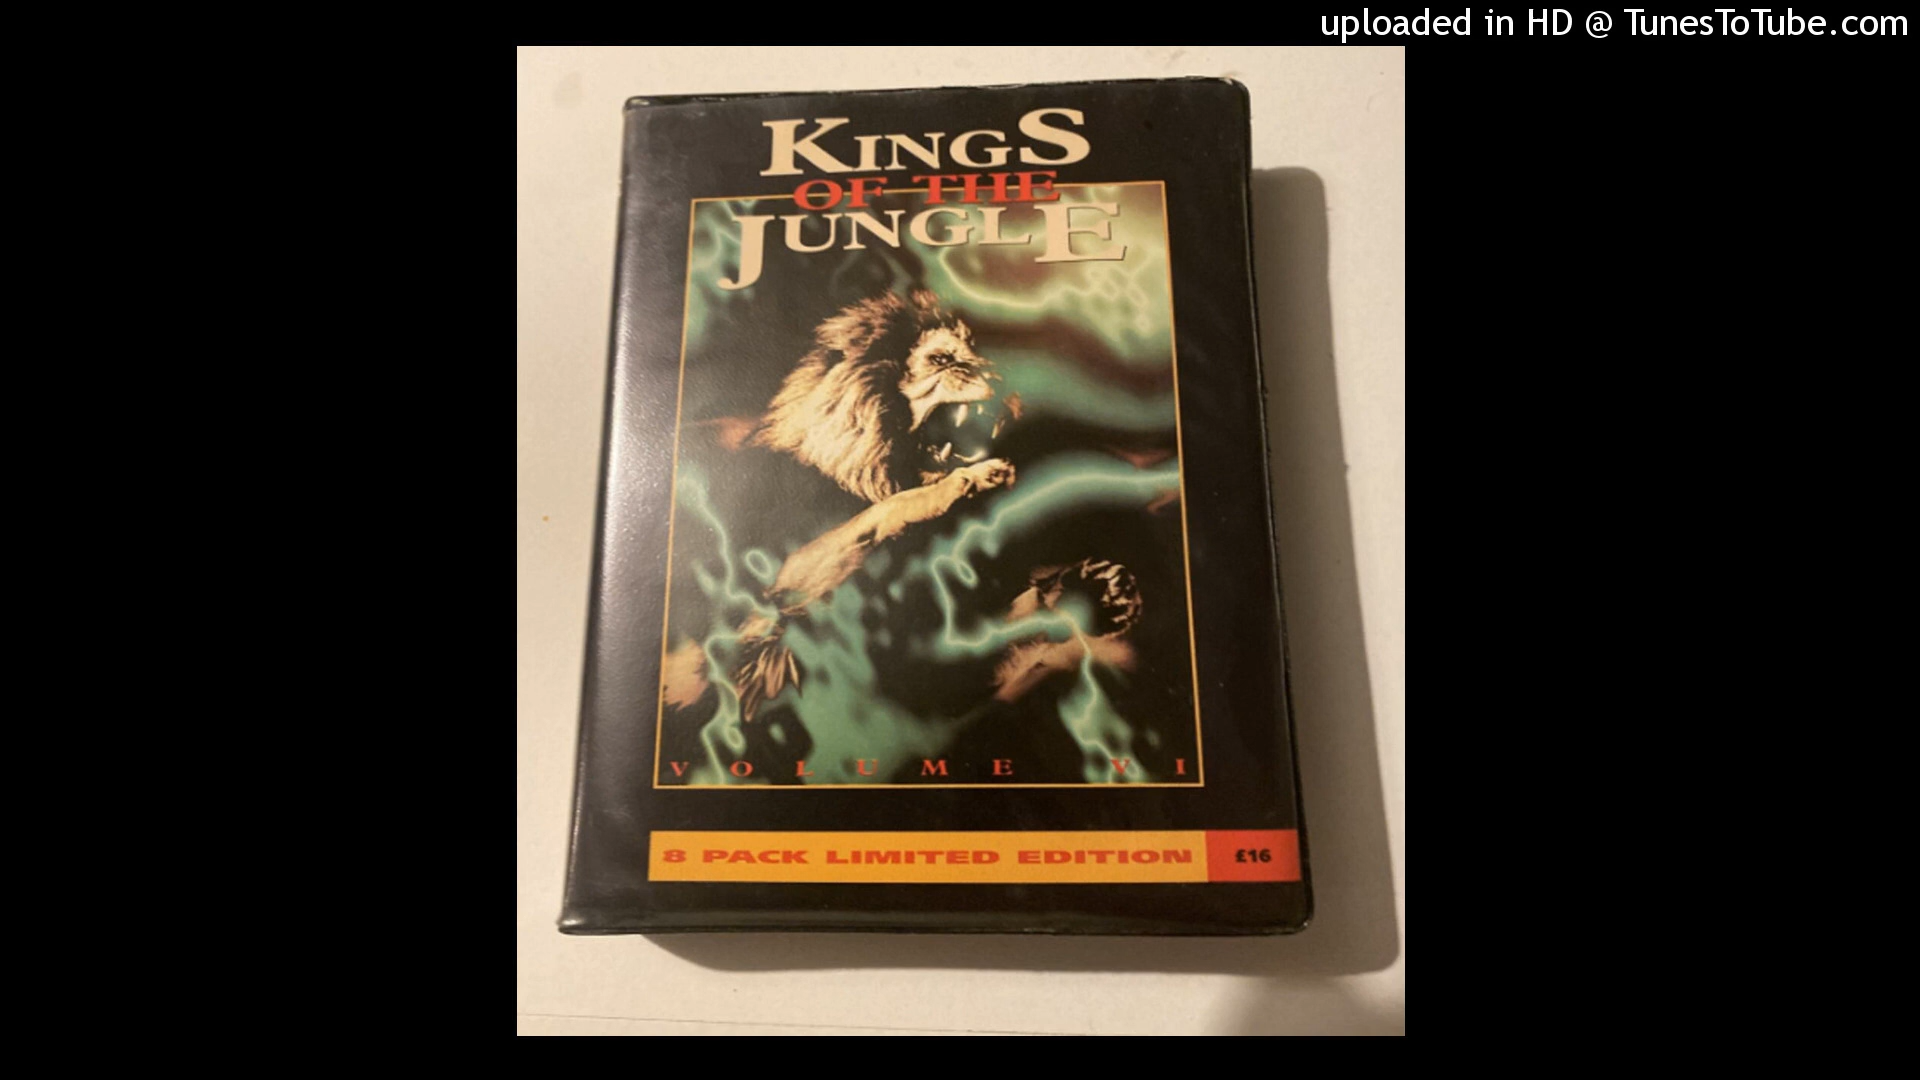 uploaded in HD @ TunesToTube.com
KINGS
OF THE
JUNGLE
VOLUME VI
8 PACK LIMITED EDITION £16